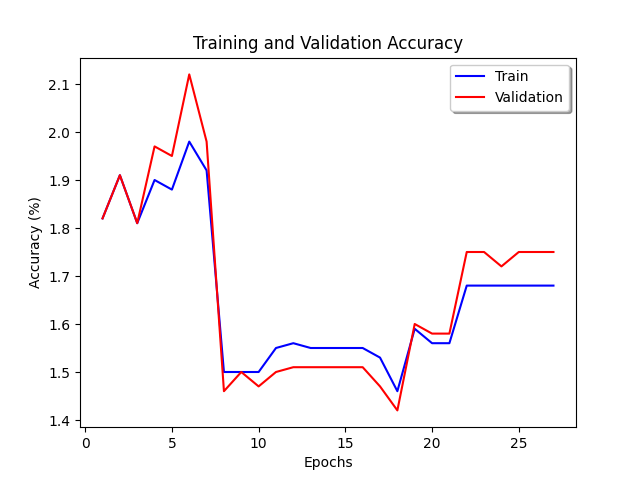 Training and Validation Accuracy
Train
Validation
Accuracy (%)
2.1
2.0
1.9
1.8
1.7
1.6
1.5
1.4
0 5 10 15 20 25
Epochs